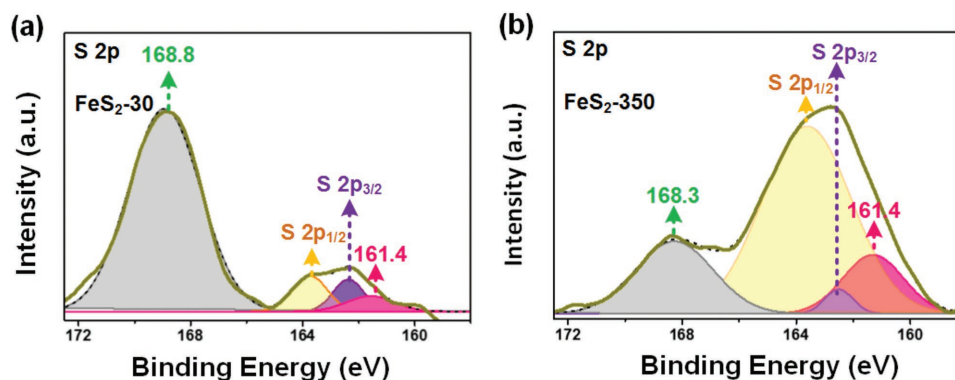 (a)
S 2p
168.8
FeS₂-30
S 2p₃/₂
S 2p₁/₂
161.4
Intensity (a.u.)
172
168
164
160
Binding Energy (eV)
(b)
S 2p
S 2p₃/₂
S 2p₁/₂
FeS₂-350
168.3
161.4
Intensity (a.u.)
172
168
164
160
Binding Energy (eV)